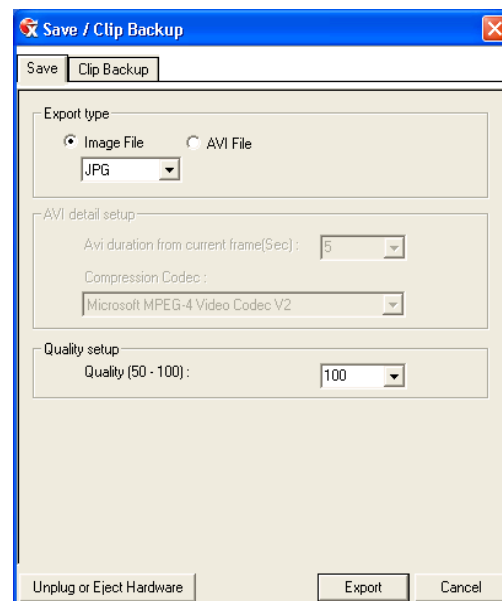 Save / Clip Backup
Save Clip Backup
Export type
Image File AVI File
JPG
AVI detail setup
Avi duration from current frame(Sec) : 5
Compression Codec :
Microsoft MPEG-4 Video Codec V2
Quality setup
Quality (50 - 100) : 100
Unplug or Eject Hardware Export Cancel